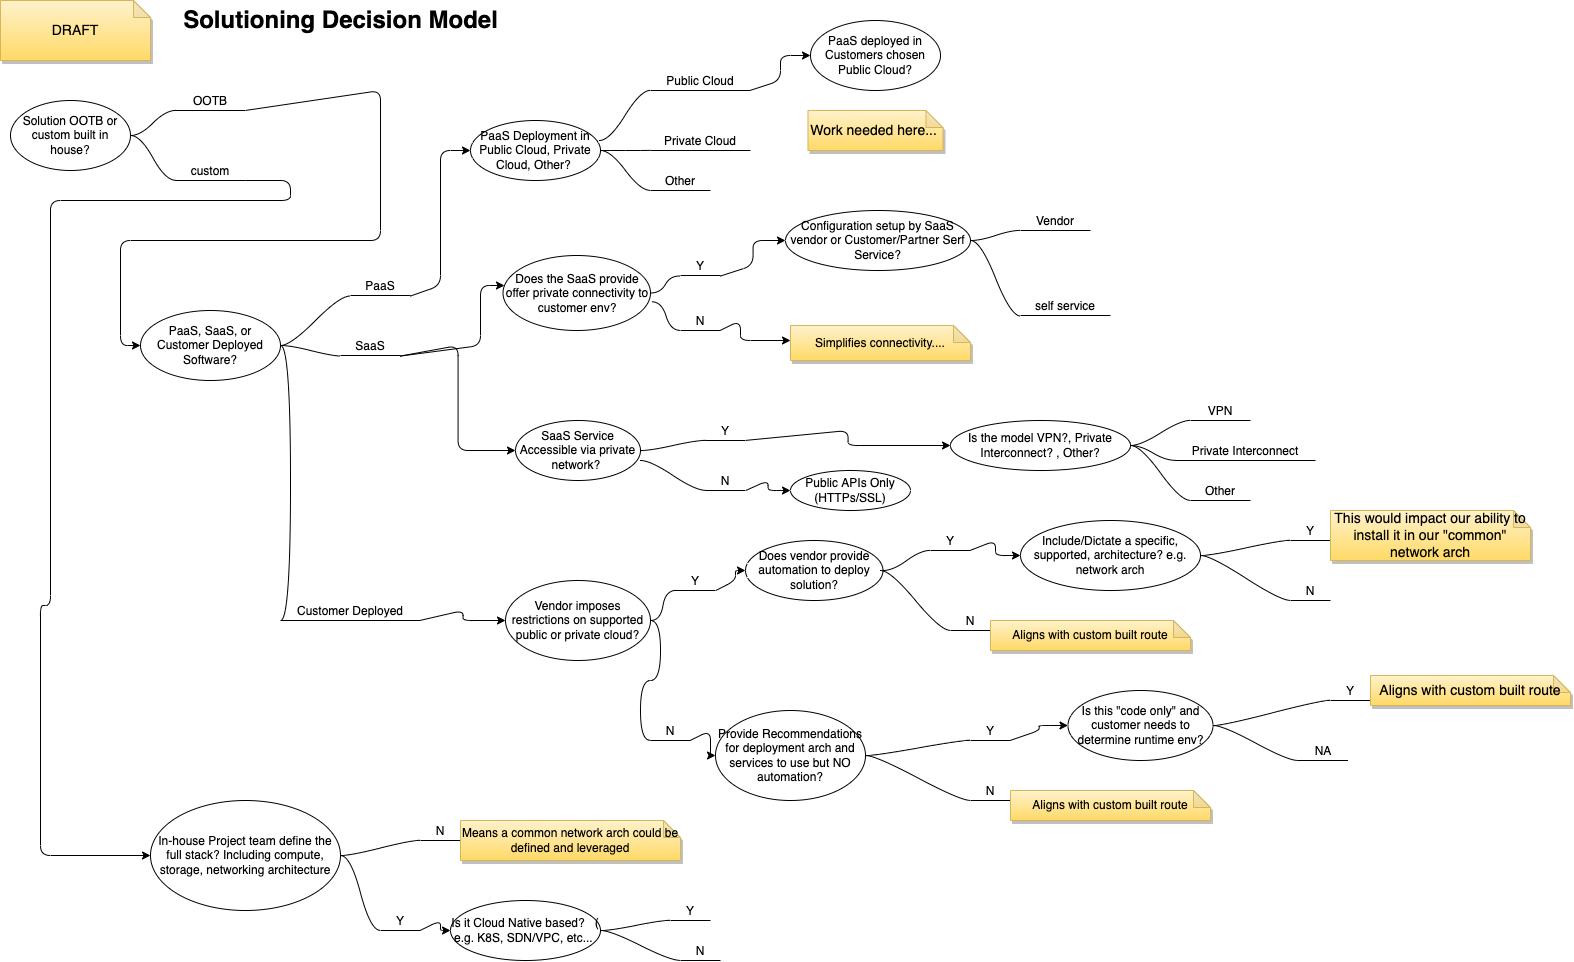 DRAFT
Solutioning Decision Model
Solution OOTB or
custom built in
house?
OOTB
custom
PaaS, SaaS, or
Customer Deployed
Software?
PaaS
SaaS
Customer Deployed
PaaS Deployment in
Public Cloud, Private
Cloud, Other?
Public Cloud
Private Cloud
Other
PaaS deployed in
Customers chosen
Public Cloud?
Work needed here...
Does the SaaS provide
offer private connectivity to
customer env?
Y
N
Configuration setup by SaaS
vendor or Customer/Partner Serf
Service?
Vendor
self service
Simplifies connectivity....
SaaS Service
Accessible via private
network?
Y
N
Is the model VPN?, Private
Interconnect? , Other?
VPN
Private Interconnect
Other
Public APIs Only
(HTTPs/SSL)
Vendor imposes
restrictions on supported
public or private cloud?
Y
N
Does vendor provide
automation to deploy
solution?
Y
N
Include/Dictate a specific,
supported, architecture? e.g.
network arch
Y
N
This would impact our ability to
install it in our "common"
network arch
Aligns with custom built route
Provide Recommendations
for deployment arch and
services to use but NO
automation?
Y
N
Is this "code only" and
customer needs to
determine runtime env?
Y
NA
Aligns with custom built route
Aligns with custom built route
In-house Project team define the
full stack? Including compute,
storage, networking architecture
N
Y
Means a common network arch could be
defined and leveraged
Is it Cloud Native based? (
e.g. K8S, SDN/VPC, etc...
Y
N